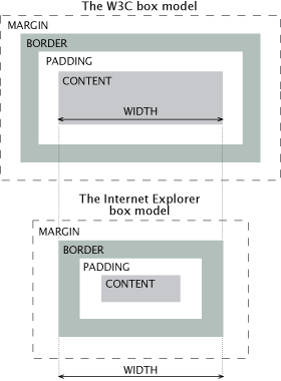 The W3C box model
MARGIN
BORDER
PADDING
CONTENT
WIDTH
The Internet Explorer
box model
MARGIN
BORDER
PADDING
CONTENT
WIDTH